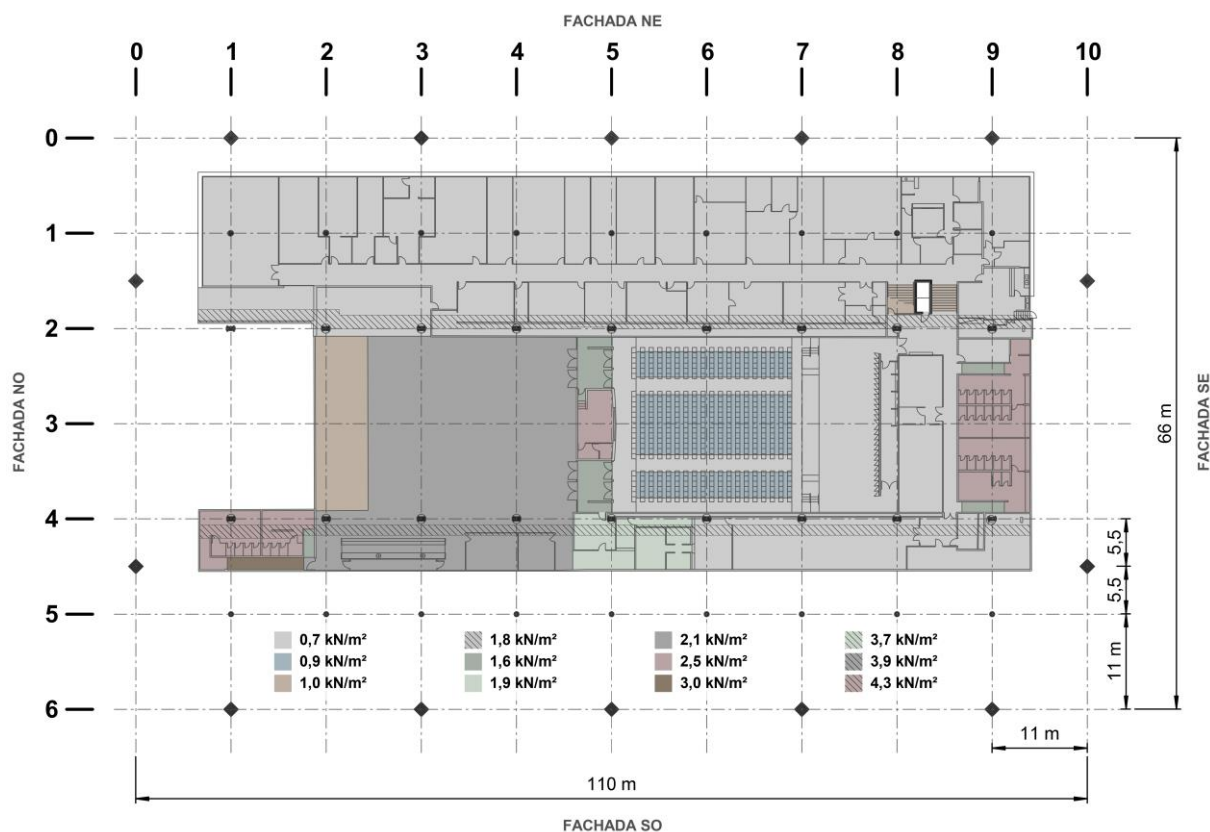 FACHADA NE
0 1 2 3 4 5 6 7 8 9 10
0
1
2
3
4
5
6
FACHADA NO
FACHADA SE
66 m
5,5
5,5
11 m
0,7 kN/m²
0,9 kN/m²
1,0 kN/m²
1,8 kN/m²
1,6 kN/m²
1,9 kN/m²
2,1 kN/m²
2,5 kN/m²
3,0 kN/m²
3,7 kN/m²
3,9 kN/m²
4,3 kN/m²
11 m
110 m
FACHADA SO